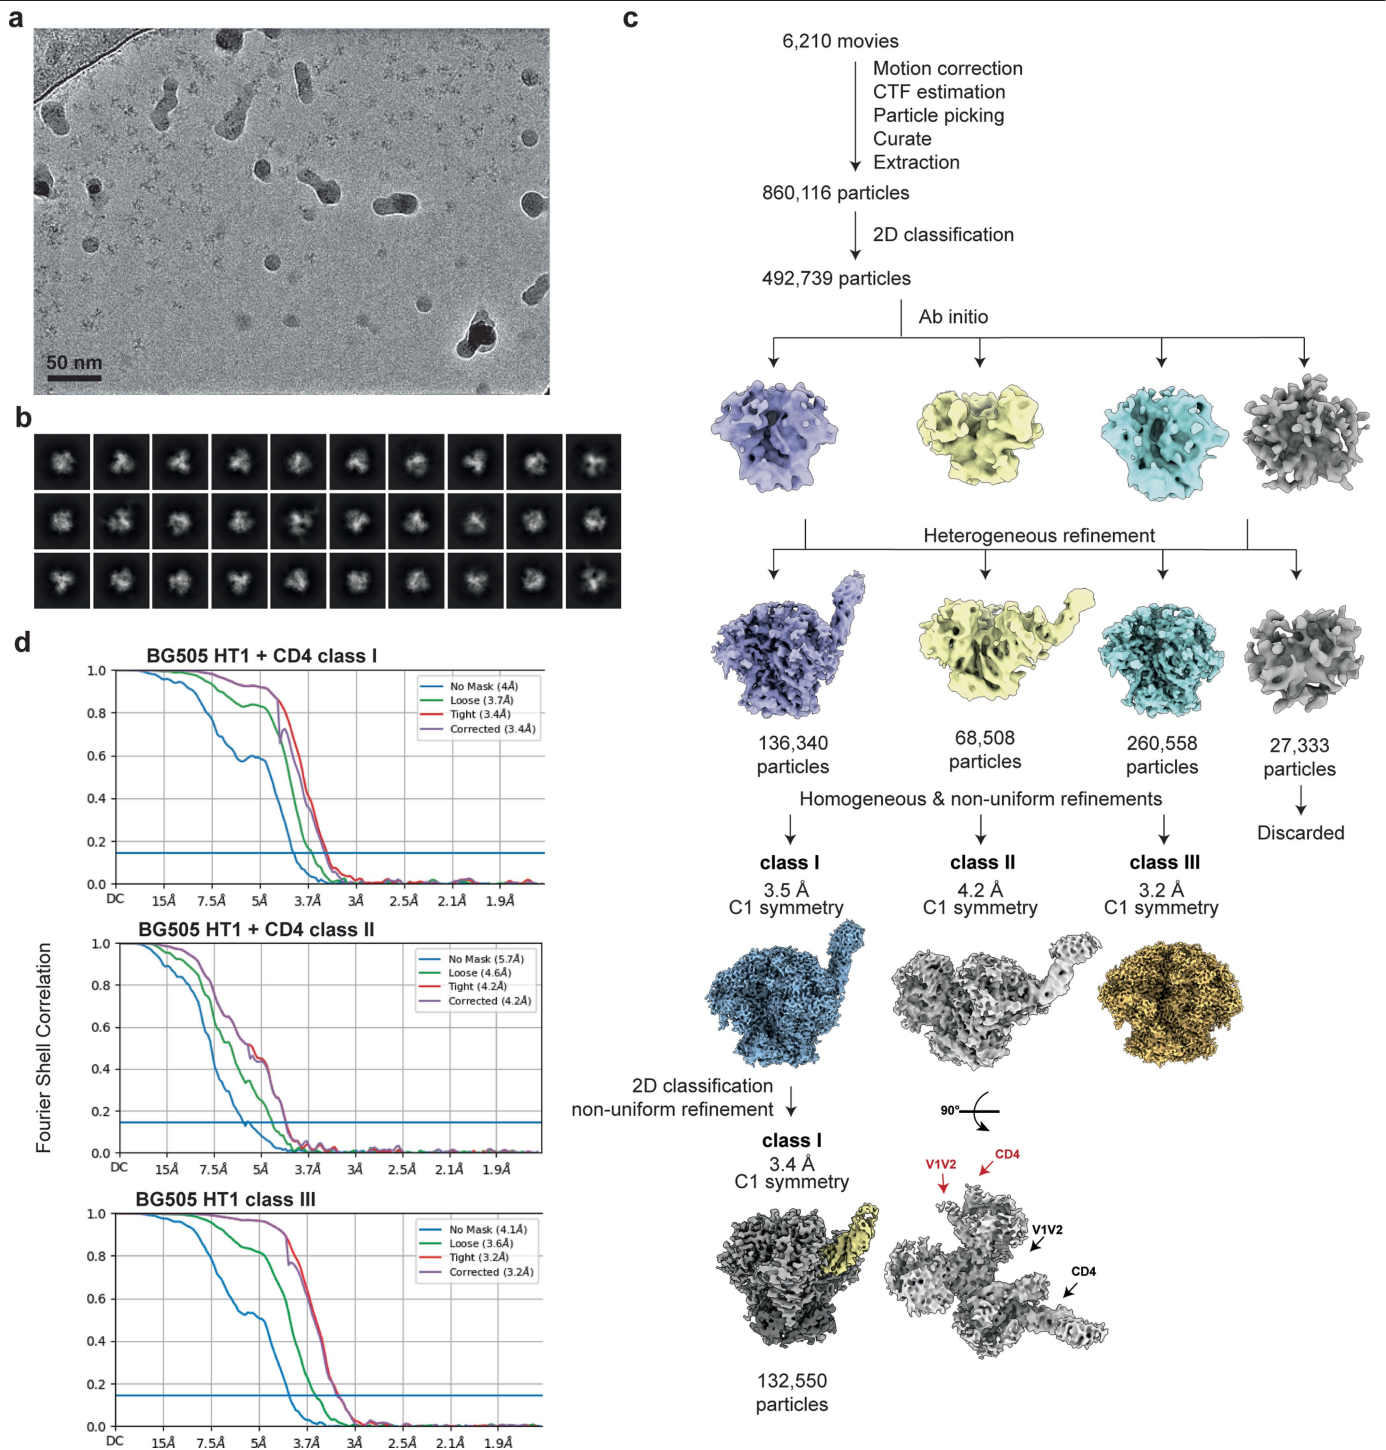 a
50 nm
b
c
6,210 movies
Motion correction
CTF estimation
Particle picking
Curate
Extraction
860,116 particles
2D classification
492,739 particles
Ab initio
Heterogeneous refinement
136,340
particles
68,508
particles
260,558
particles
27,333
particles
Homogeneous & non-uniform refinements
Discarded
class I
3.5 Å
C1 symmetry
class II
4.2 Å
C1 symmetry
class III
3.2 Å
C1 symmetry
2D classification
non-uniform refinement
90°
class I
3.4 Å
C1 symmetry
V1V2
CD4
V1V2
CD4
132,550
particles
d
Fourier Shell Correlation
BG505 HT1 + CD4 class I
1.0
0.8
0.6
0.4
0.2
0.0
No Mask (4Å)
Loose (3.7Å)
Tight (3.4Å)
Corrected (3.4Å)
DC 15Å 7.5Å 5Å 3.7Å 3Å 2.5Å 2.1Å 1.9Å
BG505 HT1 + CD4 class II
1.0
0.8
0.6
0.4
0.2
0.0
No Mask (5.7Å)
Loose (4.6Å)
Tight (4.2Å)
Corrected (4.2Å)
DC 15Å 7.5Å 5Å 3.7Å 3Å 2.5Å 2.1Å 1.9Å
BG505 HT1 class III
1.0
0.8
0.6
0.4
0.2
0.0
No Mask (4.1Å)
Loose (3.6Å)
Tight (3.2Å)
Corrected (3.2Å)
DC 15Å 7.5Å 5Å 3.7Å 3Å 2.5Å 2.1Å 1.9Å